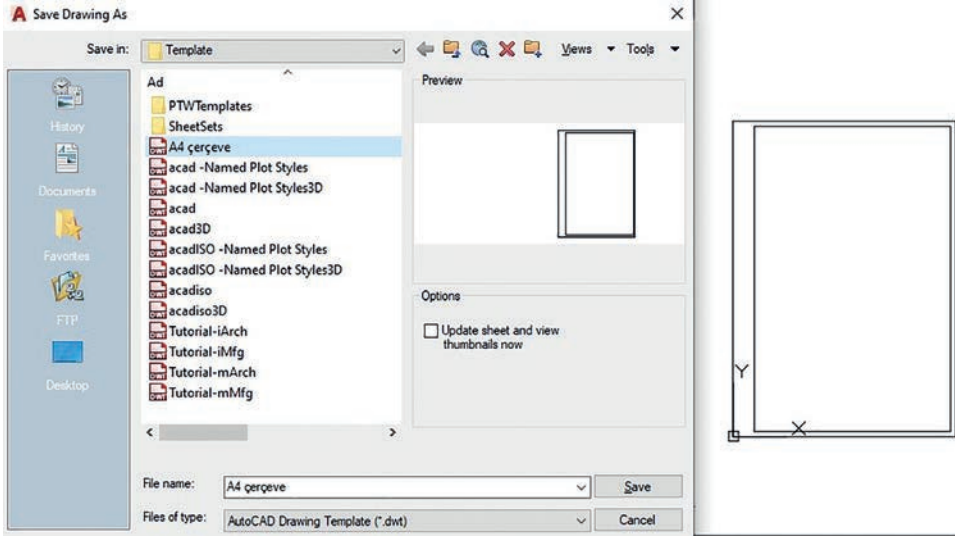 Save Drawing As
Save in: Template Views Tools
Ad
Preview
PTWTemplates
SheetSets
A4 çerçeve
acad -Named Plot Styles
acad -Named Plot Styles3D
acad
acad3D
acadISO -Named Plot Styles
acadISO -Named Plot Styles3D
acadiso
acadiso3D
Tutorial-iArch
Tutorial-iMfg
Tutorial-mArch
Tutorial-mMfg
History
Documents
Favorites
FTP
Desktop
Options
Update sheet and view
thumbnails now
Y
X
File name: A4 çerçeve Save
Files of type: AutoCAD Drawing Template (*.dwt) Cancel